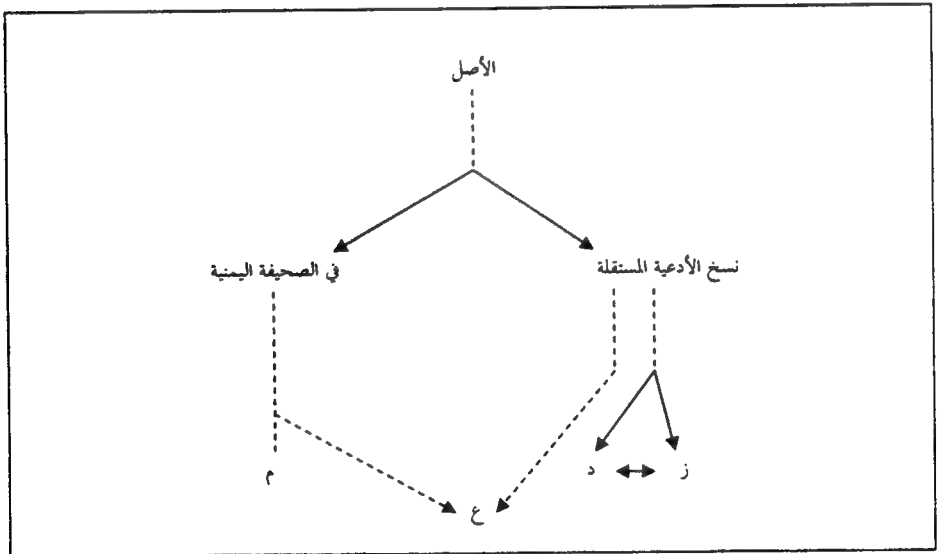 الأصل
نسخ الأدعية المستقلة
في الصحيفة اليمنية
ز
د
م
ع